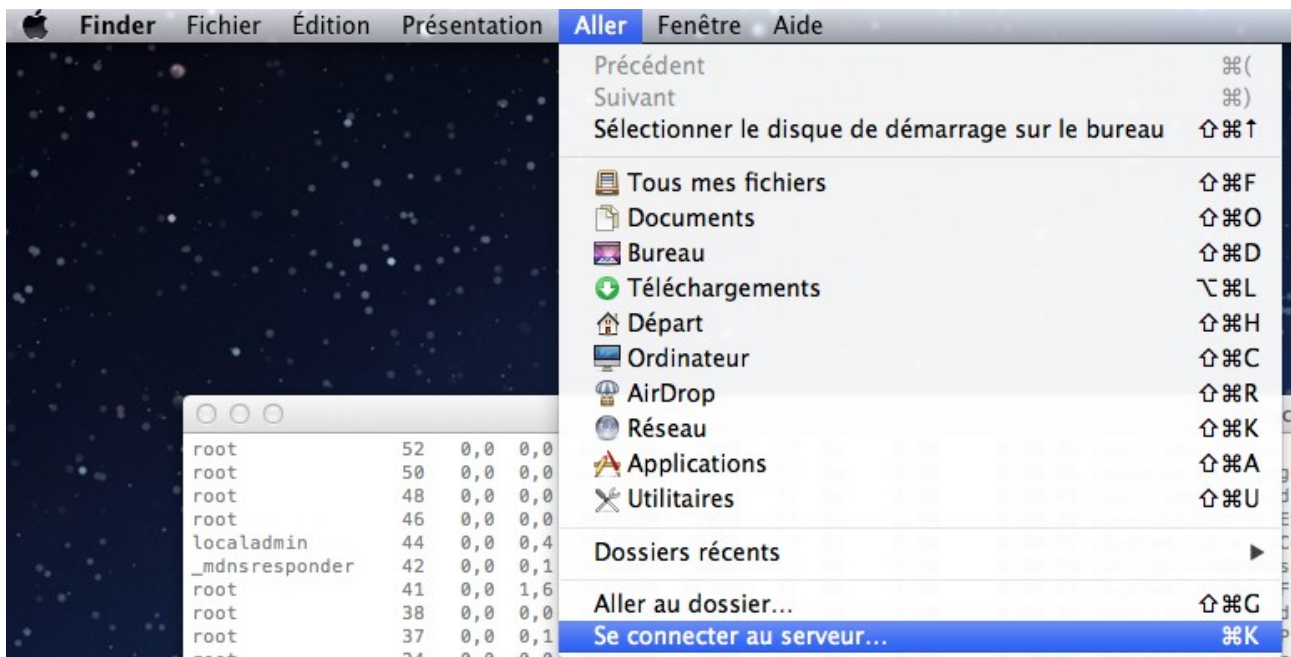 Finder Fichier Édition Présentation Aller Fenêtre Aide
Précédent ⌘(
Suivant ⌘)
Sélectionner le disque de démarrage sur le bureau ⇧⌘↑
Tous mes fichiers ⇧⌘F
Documents ⇧⌘O
Bureau ⇧⌘D
Téléchargements ⌥⌘L
Départ ⇧⌘H
Ordinateur ⇧⌘C
AirDrop ⇧⌘R
Réseau ⇧⌘K
Applications ⇧⌘A
Utilitaires ⇧⌘U
Dossiers récents ▶
Aller au dossier... ⇧⌘G
Se connecter au serveur... ⌘K
root 52 0,0 0,0
root 50 0,0 0,0
root 48 0,0 0,0
root 46 0,0 0,0
localadmin 44 0,0 0,4
_mdnsresponder 42 0,0 0,1
root 41 0,0 1,6
root 38 0,0 0,0
root 37 0,0 0,1